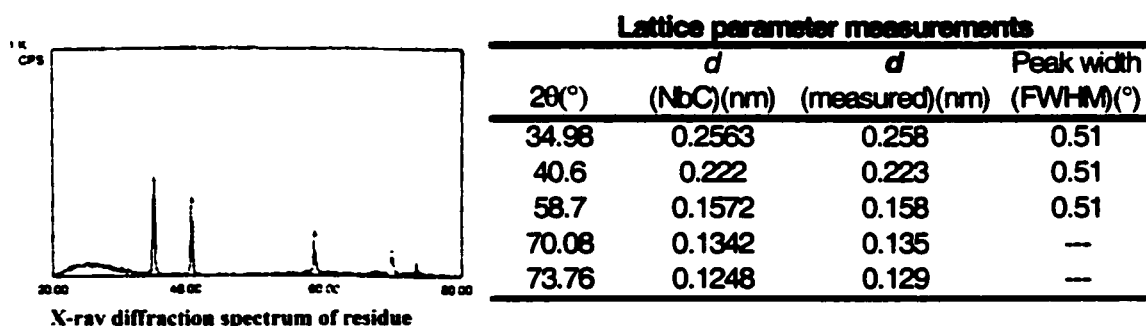 Lattice parameter measurements
1K
CPS
d d Peak width
2θ(°) (NbC)(nm) (measured)(nm) (FWHM)(°)
34.98 0.2563 0.258 0.51
40.6 0.222 0.223 0.51
58.7 0.1572 0.158 0.51
70.08 0.1342 0.135 ---
73.76 0.1248 0.129 ---
20.00 40.00 60.00 80.00
X-ray diffraction spectrum of residue